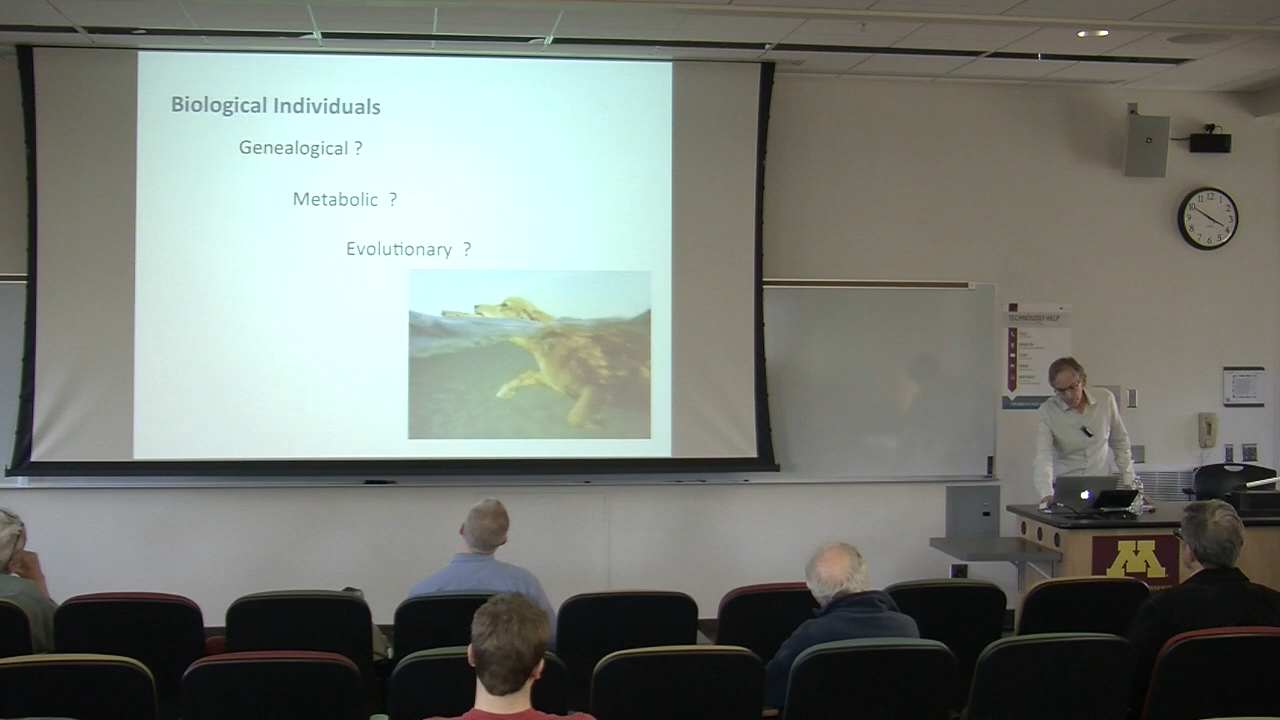 Biological Individuals
Genealogical ?
Metabolic ?
Evolutionary ?
TECHNOLOGY HELP
M